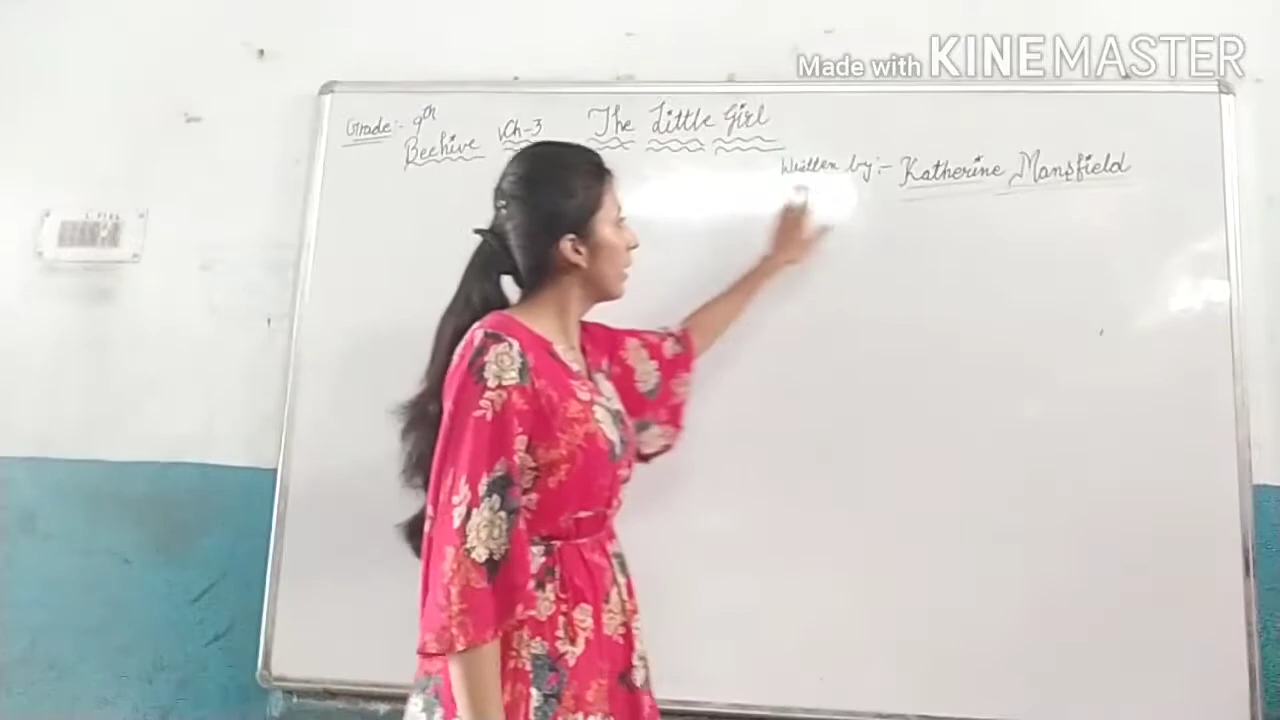 Made with KINEMASTER
Grade:- 9th Ch-3 The Little Girl
Beehive
Written by:- Katherine Mansfield